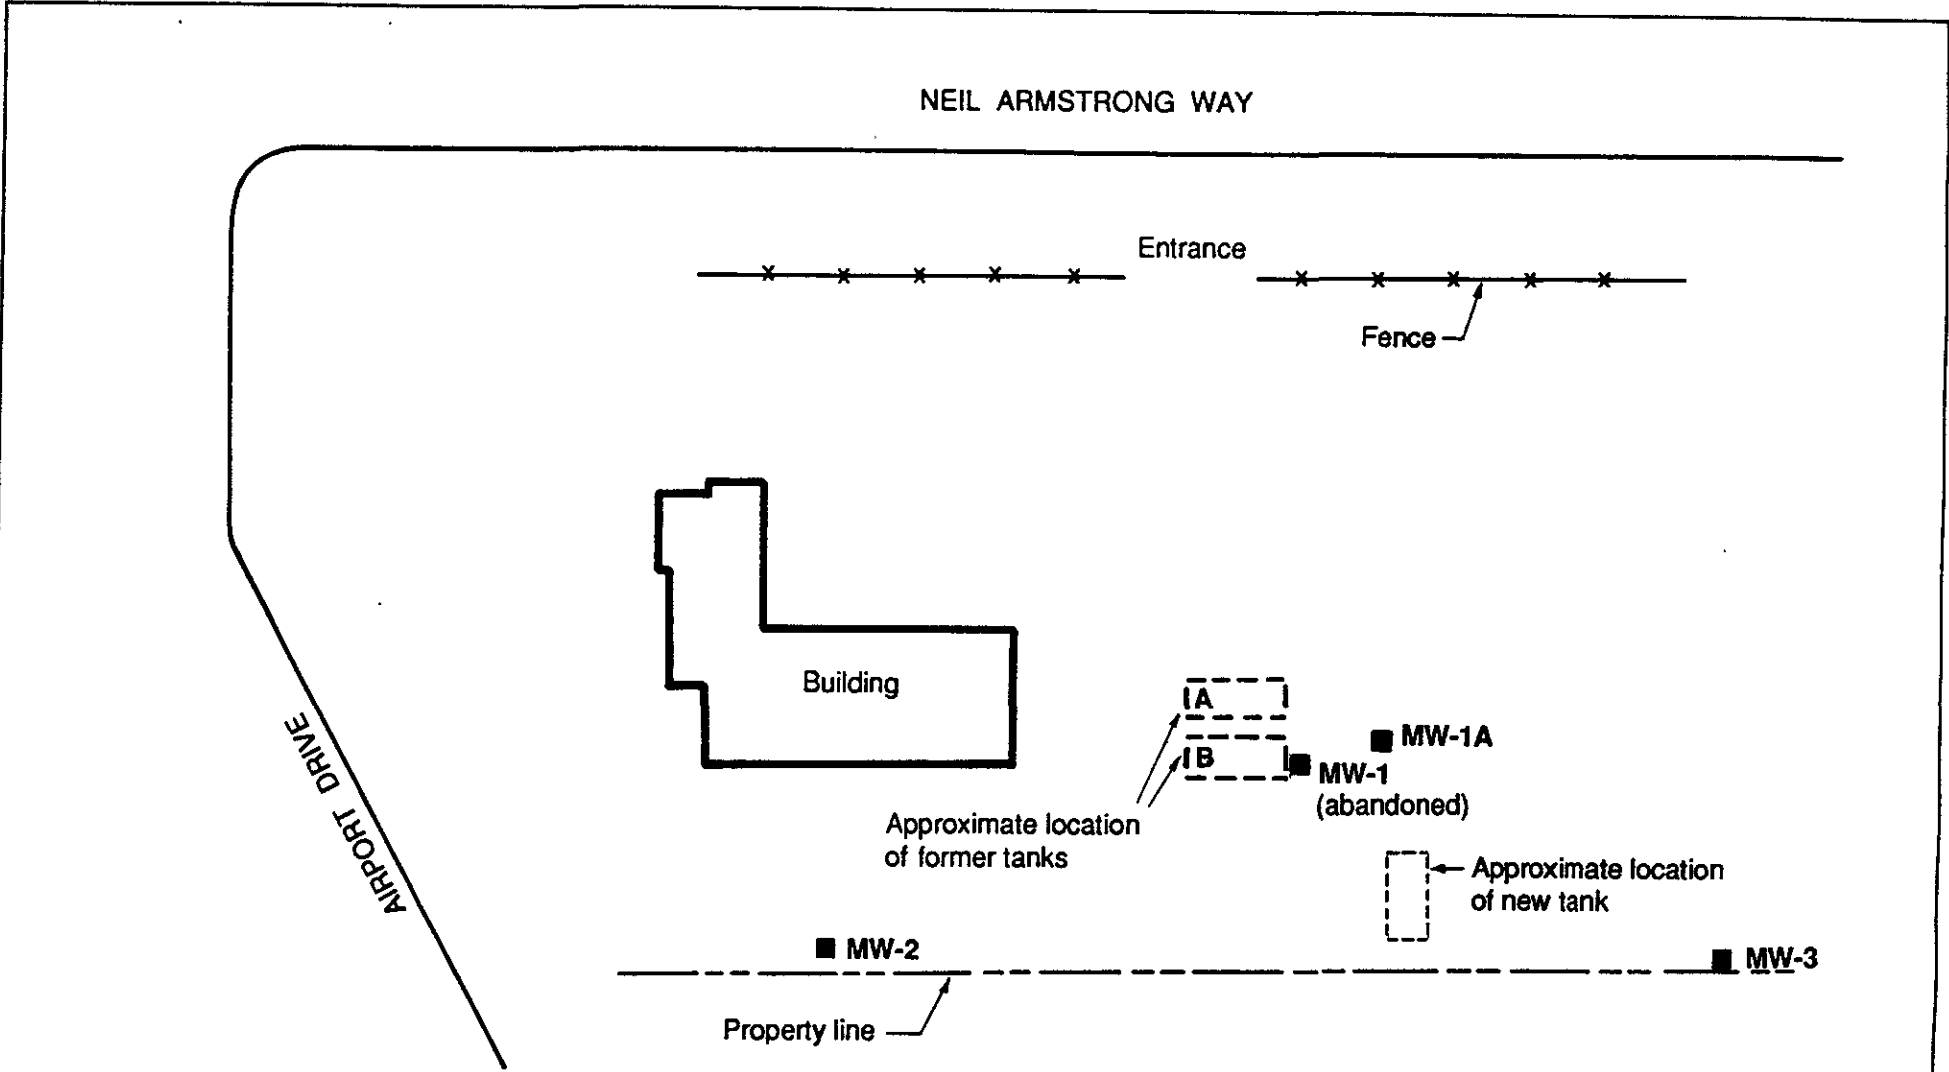 NEIL ARMSTRONG WAY
Entrance
Fence
Building
A
B
MW-1A
MW-1
(abandoned)
Approximate location
of former tanks
Approximate location
of new tank
AIRPORT DRIVE
MW-2
MW-3
Property line